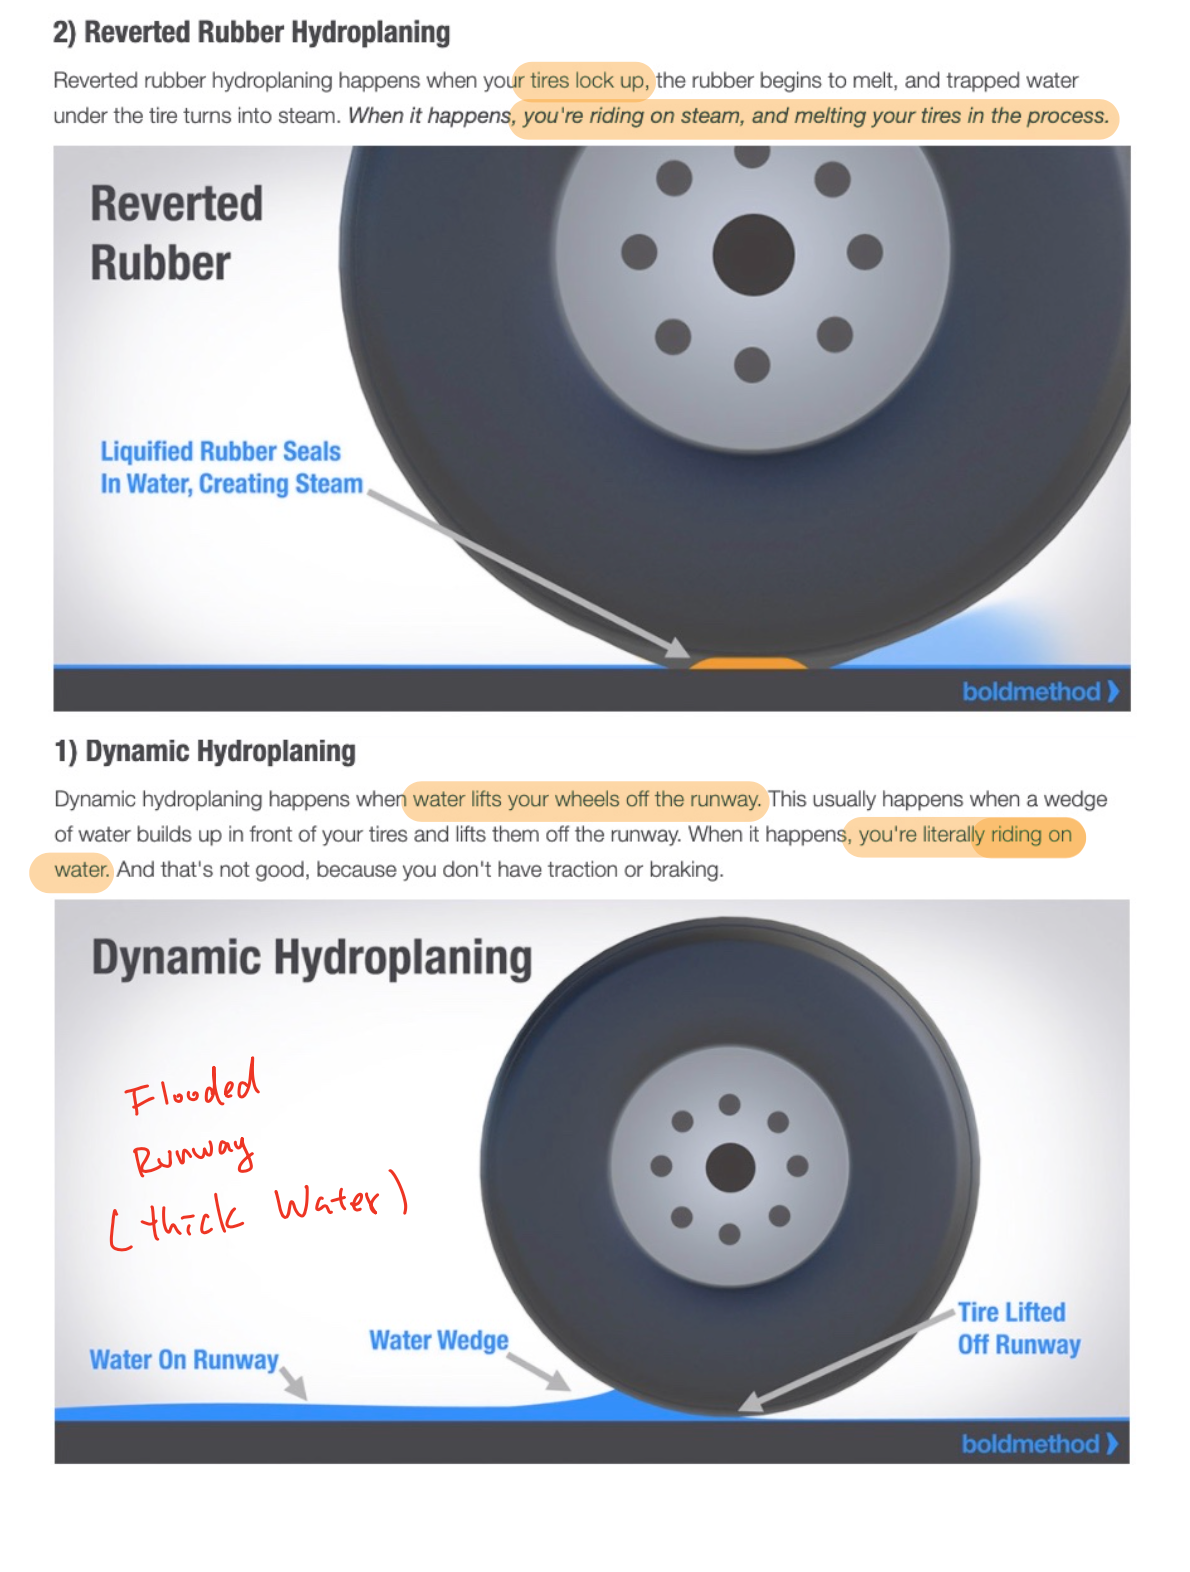 2) Reverted Rubber Hydroplaning
Reverted rubber hydroplaning happens when your tires lock up, the rubber begins to melt, and trapped water
under the tire turns into steam. When it happens, you're riding on steam, and melting your tires in the process.
Reverted
Rubber
Liquified Rubber Seals
In Water, Creating Steam
boldmethod
1) Dynamic Hydroplaning
Dynamic hydroplaning happens when water lifts your wheels off the runway. This usually happens when a wedge
of water builds up in front of your tires and lifts them off the runway. When it happens, you're literally riding on
water. And that's not good, because you don't have traction or braking.
Dynamic Hydroplaning
Flooded
Runway
(thick Water)
Water On Runway
Water Wedge
Tire Lifted
Off Runway
boldmethod